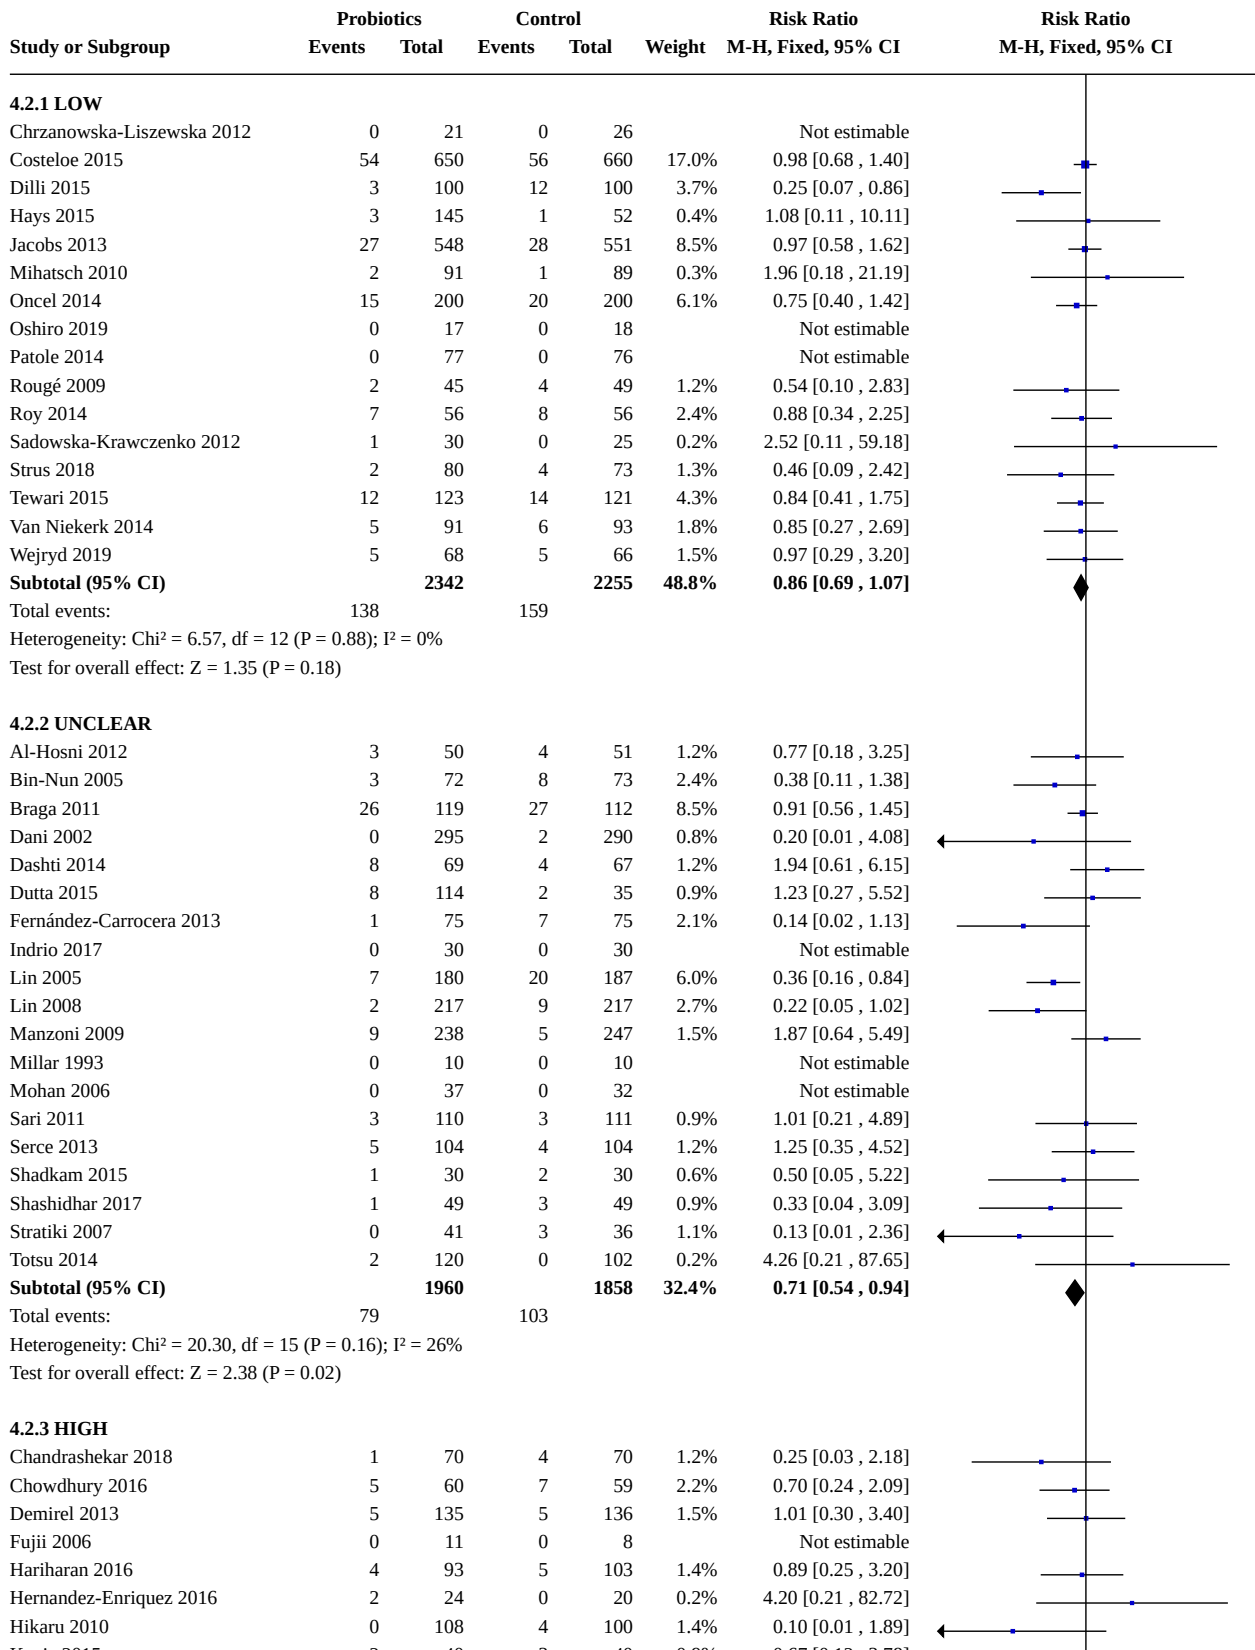 Probiotics Control Risk Ratio Risk Ratio
Study or Subgroup Events Total Events Total Weight M-H, Fixed, 95% CI M-H, Fixed, 95% CI
4.2.1 LOW
Chrzanowska-Liszewska 2012 0 21 0 26 Not estimable
Costeloe 2015 54 650 56 660 17.0% 0.98 [0.68 , 1.40]
Dilli 2015 3 100 12 100 3.7% 0.25 [0.07 , 0.86]
Hays 2015 3 145 1 52 0.4% 1.08 [0.11 , 10.11]
Jacobs 2013 27 548 28 551 8.5% 0.97 [0.58 , 1.62]
Mihatsch 2010 2 91 1 89 0.3% 1.96 [0.18 , 21.19]
Oncel 2014 15 200 20 200 6.1% 0.75 [0.40 , 1.42]
Oshiro 2019 0 17 0 18 Not estimable
Patole 2014 0 77 0 76 Not estimable
Rougé 2009 2 45 4 49 1.2% 0.54 [0.10 , 2.83]
Roy 2014 7 56 8 56 2.4% 0.88 [0.34 , 2.25]
Sadowska-Krawczenko 2012 1 30 0 25 0.2% 2.52 [0.11 , 59.18]
Strus 2018 2 80 4 73 1.3% 0.46 [0.09 , 2.42]
Tewari 2015 12 123 14 121 4.3% 0.84 [0.41 , 1.75]
Van Niekerk 2014 5 91 6 93 1.8% 0.85 [0.27 , 2.69]
Wejryd 2019 5 68 5 66 1.5% 0.97 [0.29 , 3.20]
Subtotal (95% CI) 2342 2255 48.8% 0.86 [0.69 , 1.07]
Total events: 138 159
Heterogeneity: Chi² = 6.57, df = 12 (P = 0.88); I² = 0%
Test for overall effect: Z = 1.35 (P = 0.18)
4.2.2 UNCLEAR
Al-Hosni 2012 3 50 4 51 1.2% 0.77 [0.18 , 3.25]
Bin-Nun 2005 3 72 8 73 2.4% 0.38 [0.11 , 1.38]
Braga 2011 26 119 27 112 8.5% 0.91 [0.56 , 1.45]
Dani 2002 0 295 2 290 0.8% 0.20 [0.01 , 4.08]
Dashti 2014 8 69 4 67 1.2% 1.94 [0.61 , 6.15]
Dutta 2015 8 114 2 35 0.9% 1.23 [0.27 , 5.52]
Fernández-Carrocera 2013 1 75 7 75 2.1% 0.14 [0.02 , 1.13]
Indrio 2017 0 30 0 30 Not estimable
Lin 2005 7 180 20 187 6.0% 0.36 [0.16 , 0.84]
Lin 2008 2 217 9 217 2.7% 0.22 [0.05 , 1.02]
Manzoni 2009 9 238 5 247 1.5% 1.87 [0.64 , 5.49]
Millar 1993 0 10 0 10 Not estimable
Mohan 2006 0 37 0 32 Not estimable
Sari 2011 3 110 3 111 0.9% 1.01 [0.21 , 4.89]
Serce 2013 5 104 4 104 1.2% 1.25 [0.35 , 4.52]
Shadkam 2015 1 30 2 30 0.6% 0.50 [0.05 , 5.22]
Shashidhar 2017 1 49 3 49 0.9% 0.33 [0.04 , 3.09]
Stratiki 2007 0 41 3 36 1.1% 0.13 [0.01 , 2.36]
Totsu 2014 2 120 0 102 0.2% 4.26 [0.21 , 87.65]
Subtotal (95% CI) 1960 1858 32.4% 0.71 [0.54 , 0.94]
Total events: 79 103
Heterogeneity: Chi² = 20.30, df = 15 (P = 0.16); I² = 26%
Test for overall effect: Z = 2.38 (P = 0.02)
4.2.3 HIGH
Chandrashekar 2018 1 70 4 70 1.2% 0.25 [0.03 , 2.18]
Chowdhury 2016 5 60 7 59 2.2% 0.70 [0.24 , 2.09]
Demirel 2013 5 135 5 136 1.5% 1.01 [0.30 , 3.40]
Fujii 2006 0 11 0 8 Not estimable
Hariharan 2016 4 93 5 103 1.4% 0.89 [0.25 , 3.20]
Hernandez-Enriquez 2016 2 24 0 20 0.2% 4.20 [0.21 , 82.72]
Hikaru 2010 0 108 4 100 1.4% 0.10 [0.01 , 1.89]